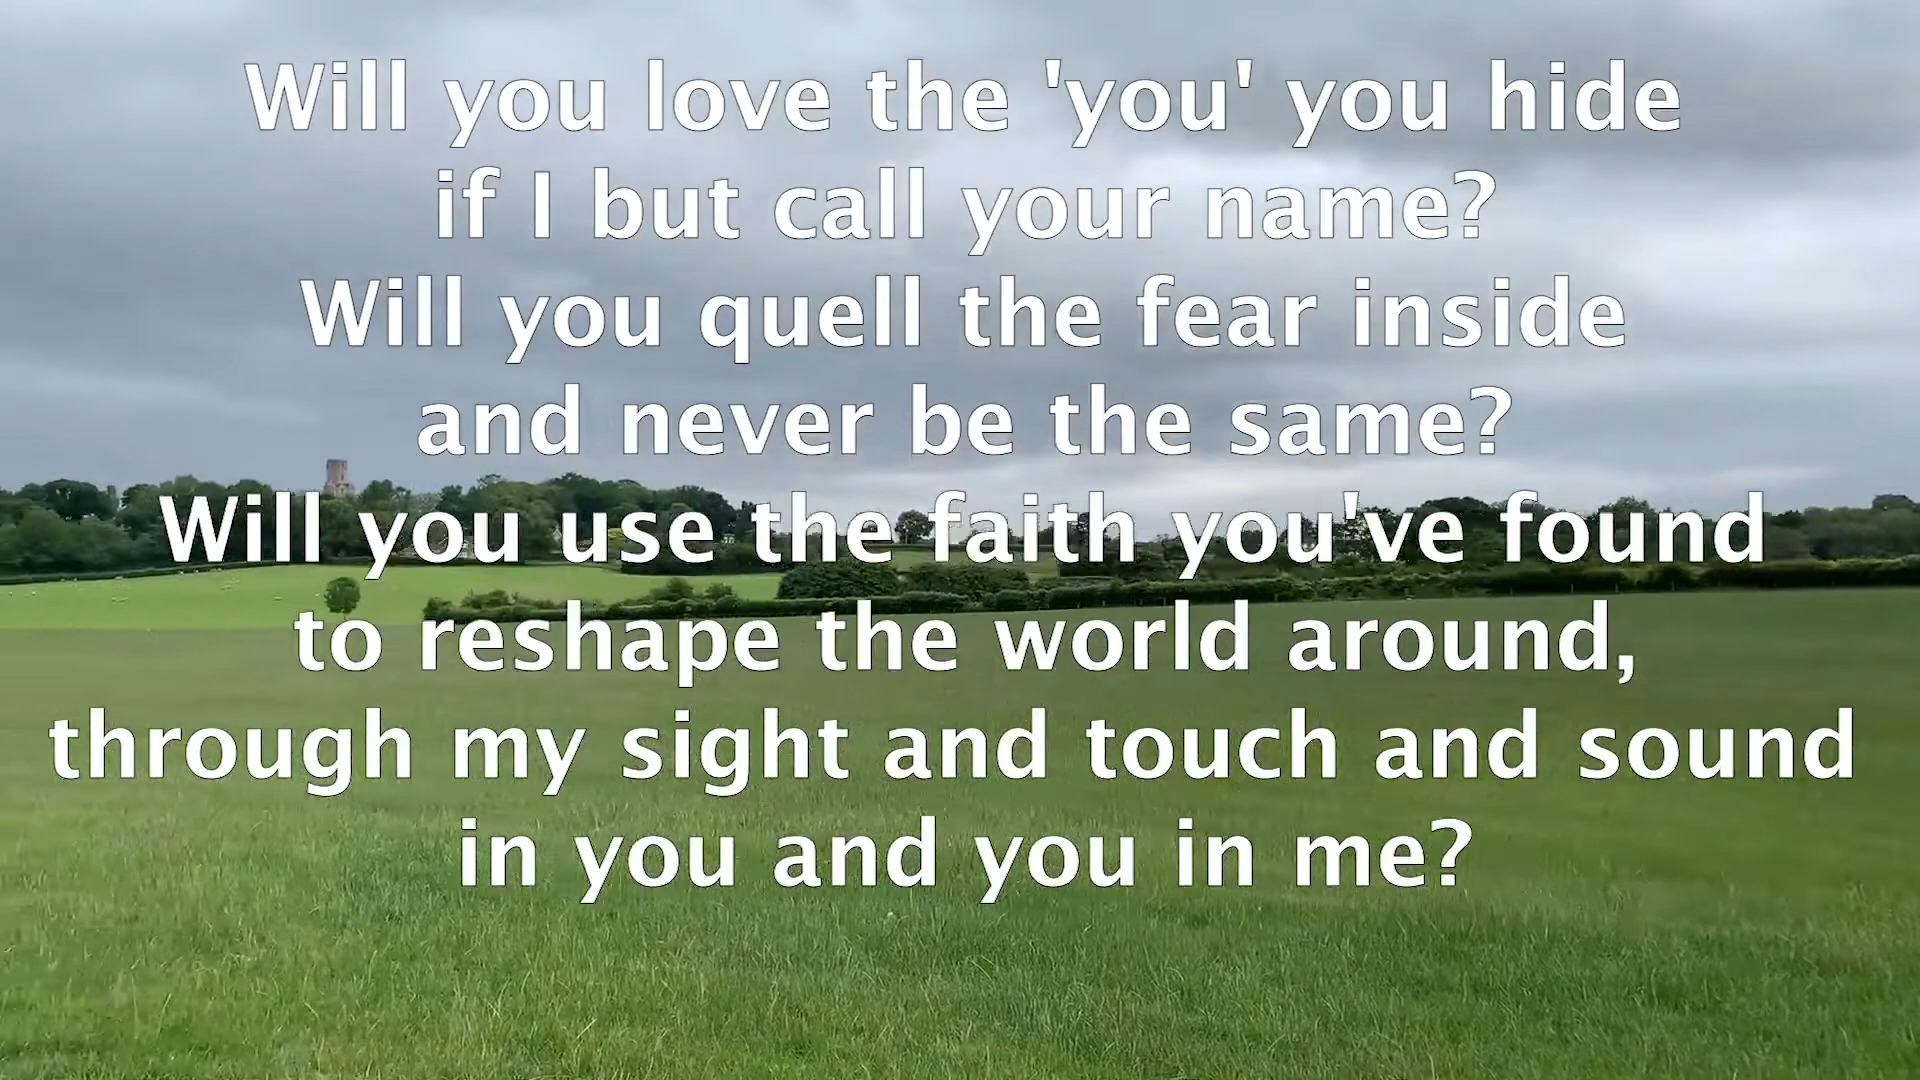 Will you love the 'you' you hide
if I but call your name?
Will you quell the fear inside
and never be the same?
Will you use the faith you've found
to reshape the world around,
through my sight and touch and sound
in you and you in me?